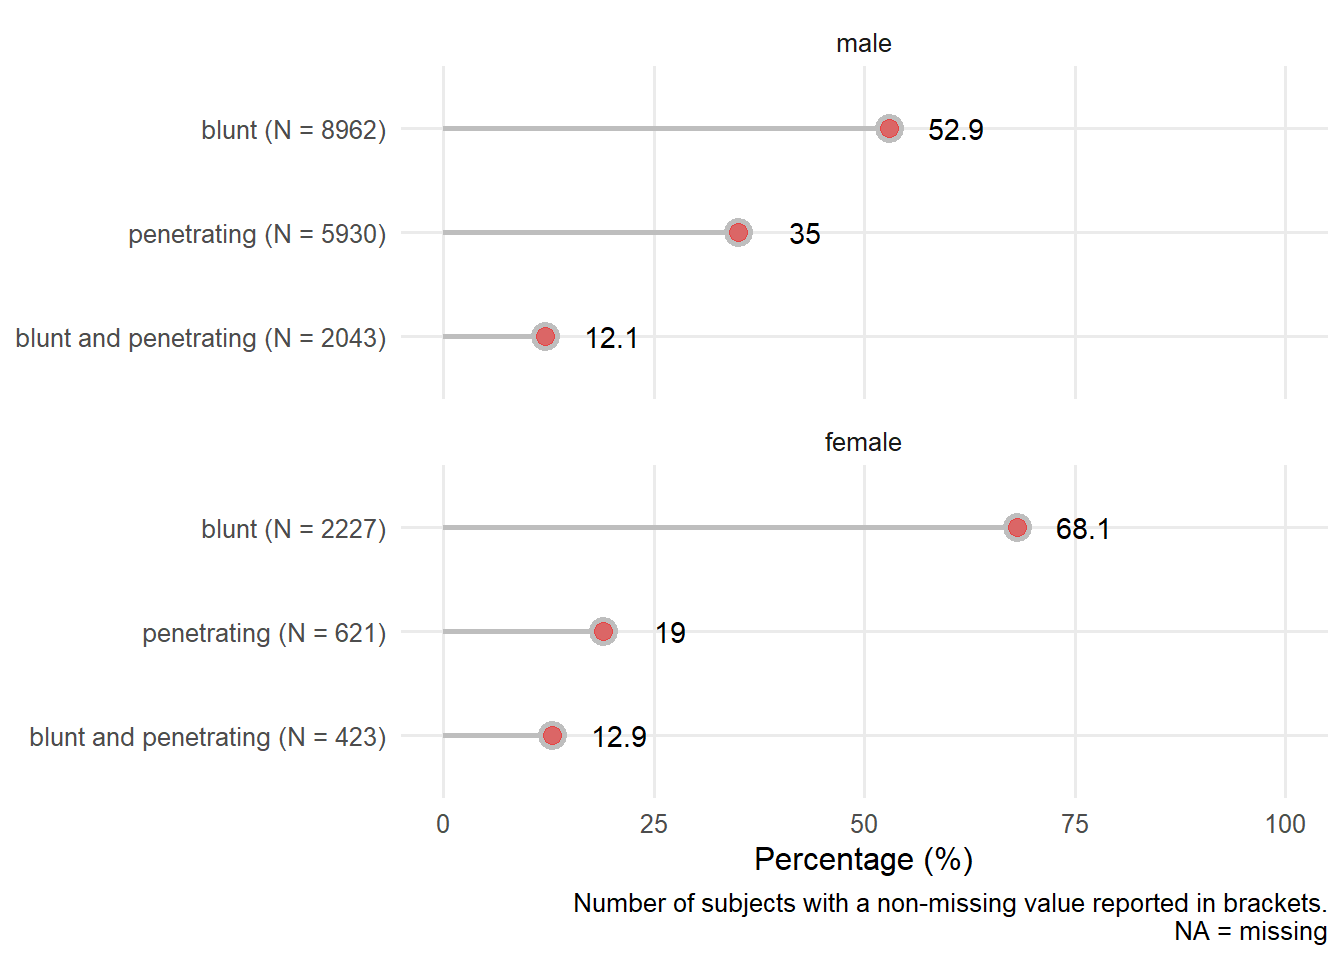 male
blunt (N = 8962)
52.9
penetrating (N = 5930)
35
blunt and penetrating (N = 2043)
12.1
female
blunt (N = 2227)
68.1
penetrating (N = 621)
19
blunt and penetrating (N = 423)
12.9
0 25 50 75 100
Percentage (%)
Number of subjects with a non-missing value reported in brackets.
NA = missing